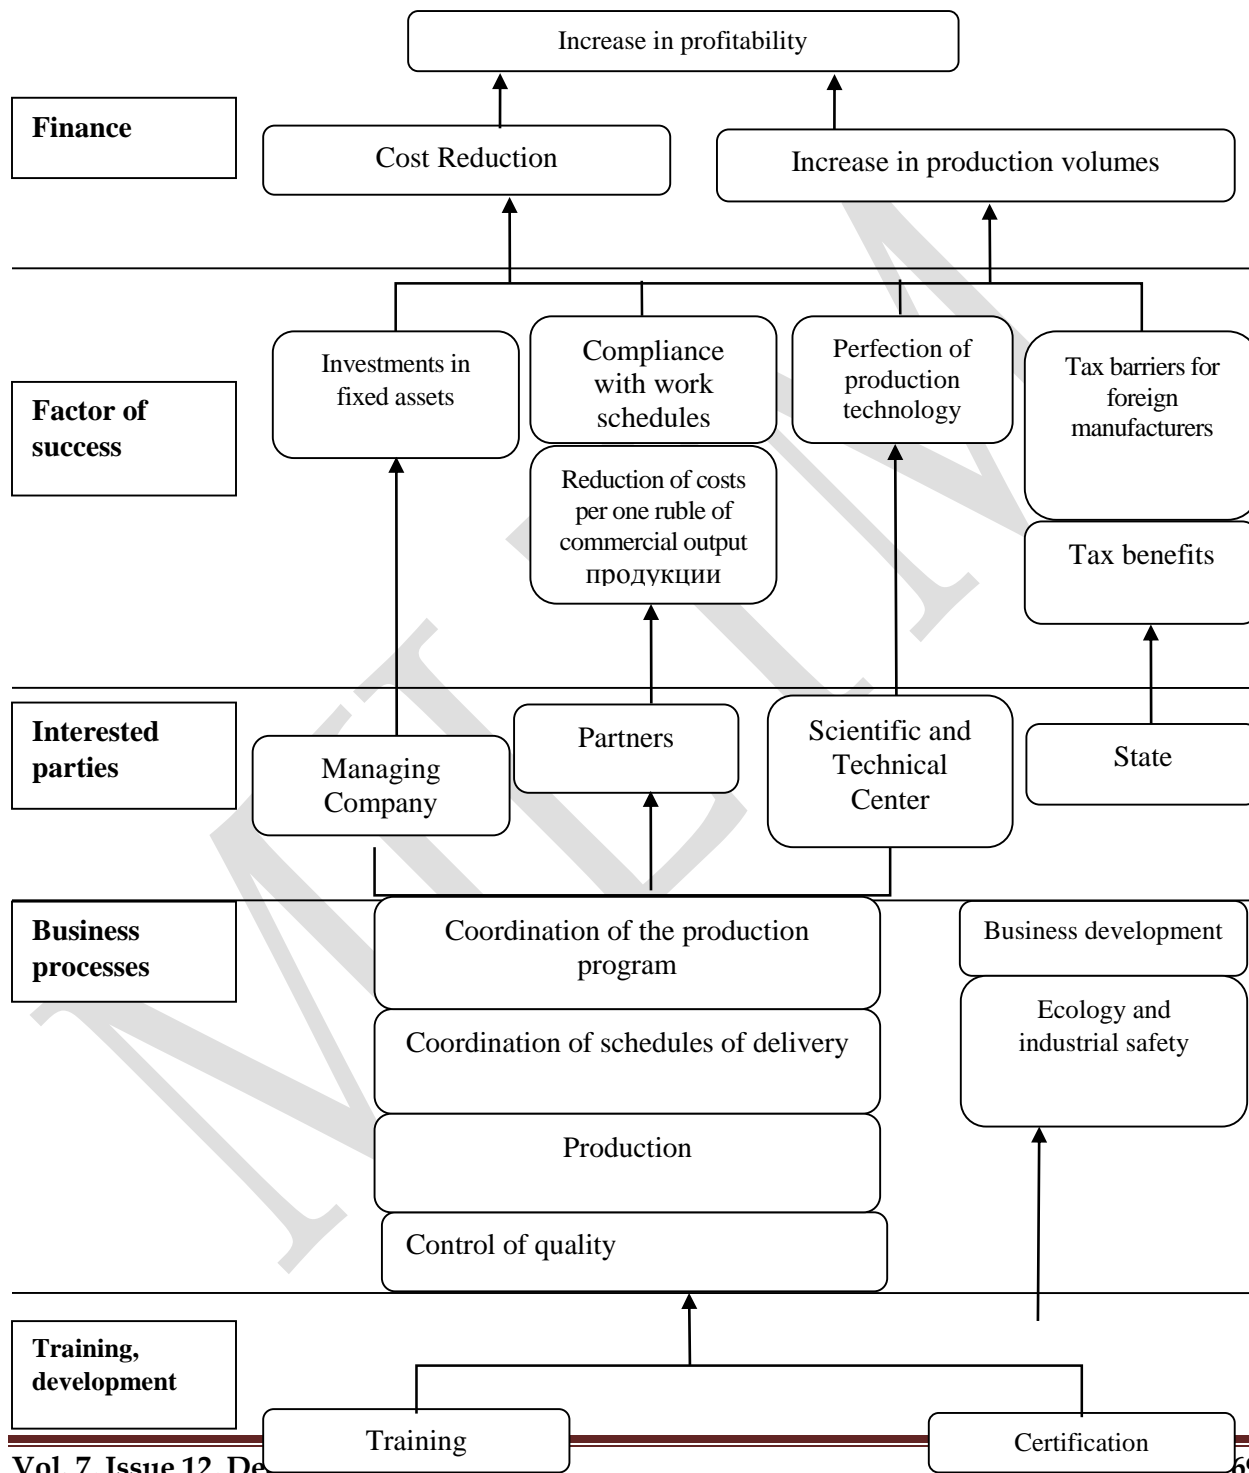 Increase in profitability
Finance
Cost Reduction
Increase in production volumes
Factor of
success
Investments in
fixed assets
Compliance
with work
schedules
Perfection of
production
technology
Tax barriers for
foreign
manufacturers
Reduction of costs
per one ruble of
commercial output
продукции
Tax benefits
Interested
parties
Managing
Company
Partners
Scientific and
Technical
Center
State
Business
processes
Coordination of the production
program
Business development
Coordination of schedules of delivery
Ecology and
industrial safety
Production
Control of quality
Training,
development
Training
Certification
Vol. 7, Issue 12, De